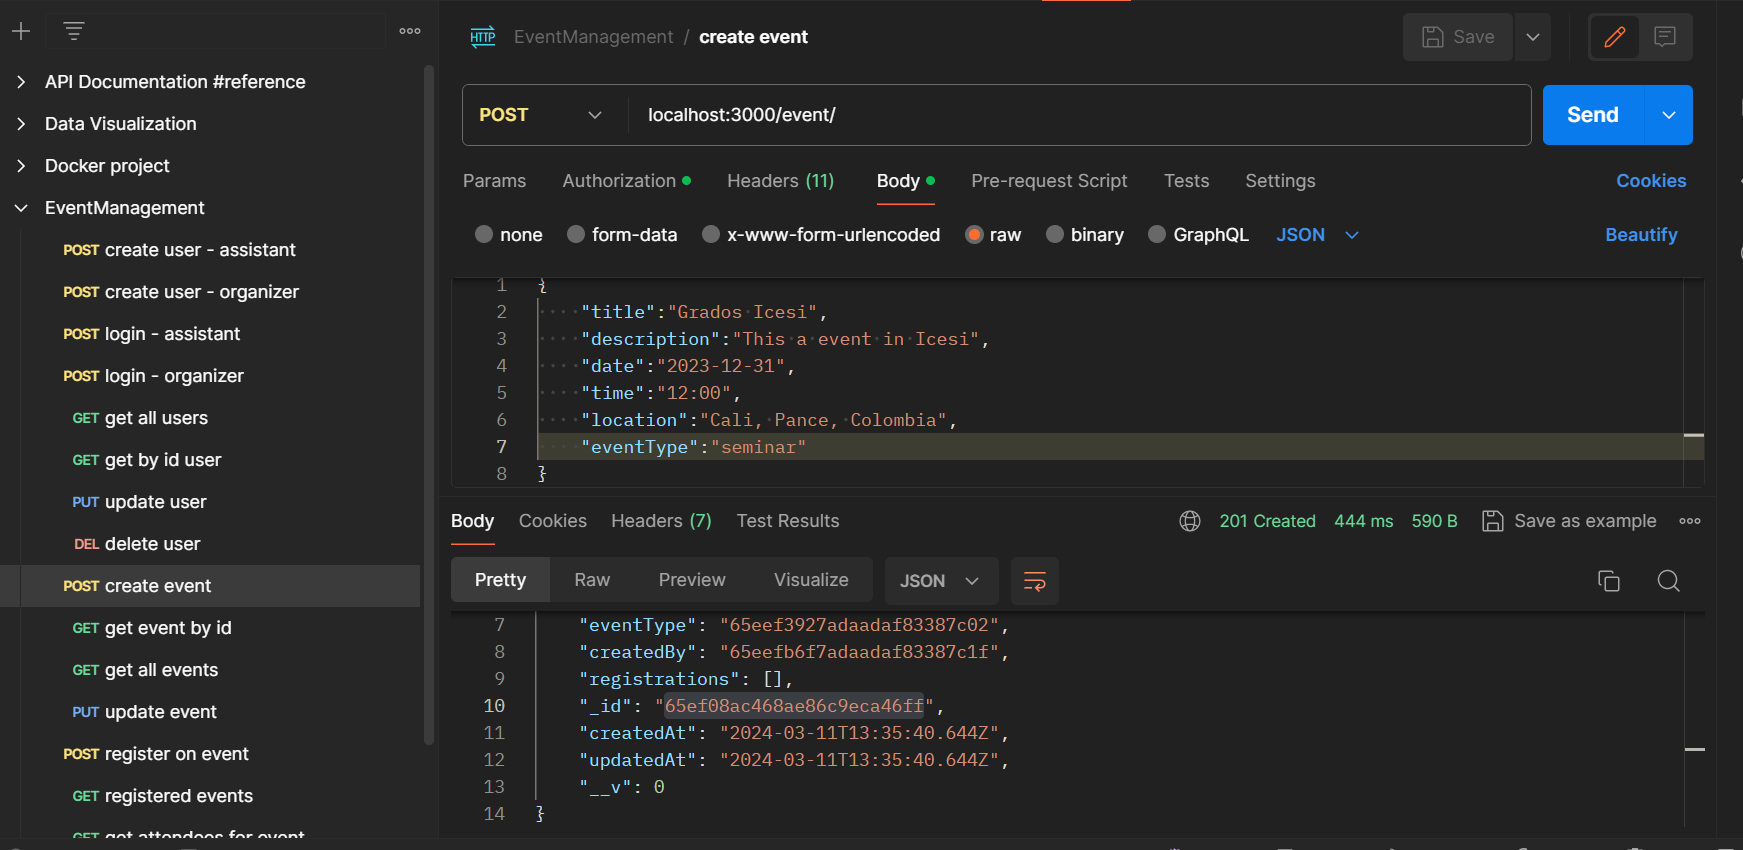 API Documentation #reference
Data Visualization
Docker project
EventManagement
POST create user - assistant
POST create user - organizer
POST login - assistant
POST login - organizer
GET get all users
GET get by id user
PUT update user
DEL delete user
POST create event
GET get event by id
GET get all events
PUT update event
POST register on event
GET registered events
GET get attendees for event
HTTP EventManagement / create event
Save
POST localhost:3000/event/
Send
Params Authorization Headers (11) Body Pre-request Script Tests Settings Cookies
none form-data x-www-form-urlencoded raw binary GraphQL JSON Beautify
1 {
2 "title":"Grados Icesi",
3 "description":"This a event in Icesi",
4 "date":"2023-12-31",
5 "time":"12:00",
6 "location":"Cali, Pance, Colombia",
7 "eventType":"seminar"
8 }
Body Cookies Headers (7) Test Results 201 Created 444 ms 590 B Save as example
Pretty Raw Preview Visualize JSON
7 "eventType": "65eef3927adaadaf83387c02",
8 "createdBy": "65eefb6f7adaadaf83387c1f",
9 "registrations": [],
10 "_id": "65ef08ac468ae86c9eca46ff",
11 "createdAt": "2024-03-11T13:35:40.644Z",
12 "updatedAt": "2024-03-11T13:35:40.644Z",
13 "__v": 0
14 }